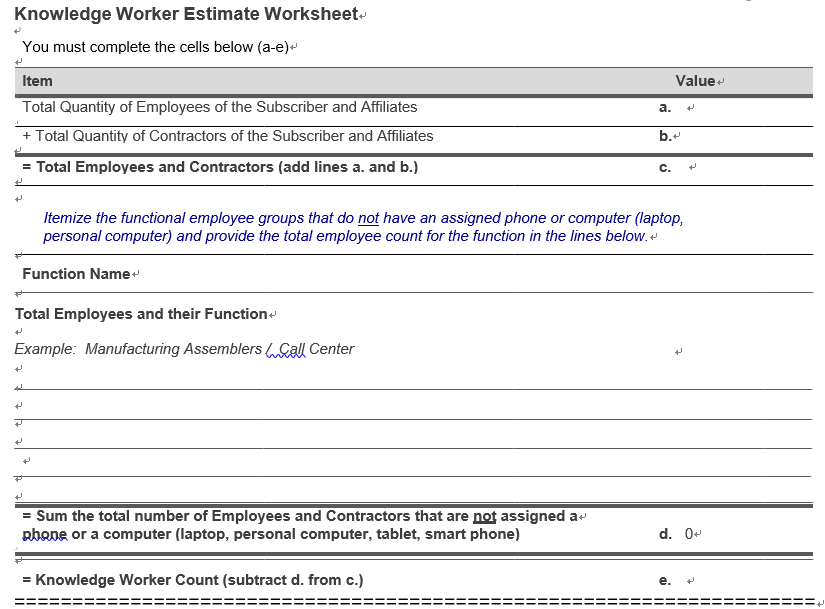 Knowledge Worker Estimate Worksheet
You must complete the cells below (a-e)
Item Value
Total Quantity of Employees of the Subscriber and Affiliates a.
+ Total Quantity of Contractors of the Subscriber and Affiliates b.
= Total Employees and Contractors (add lines a. and b.) c.
Itemize the functional employee groups that do not have an assigned phone or computer (laptop,
personal computer) and provide the total employee count for the function in the lines below.
Function Name
Total Employees and their Function
Example: Manufacturing Assemblers / Call Center
= Sum the total number of Employees and Contractors that are not assigned a
phone or a computer (laptop, personal computer, tablet, smart phone) d. 0
= Knowledge Worker Count (subtract d. from c.) e.